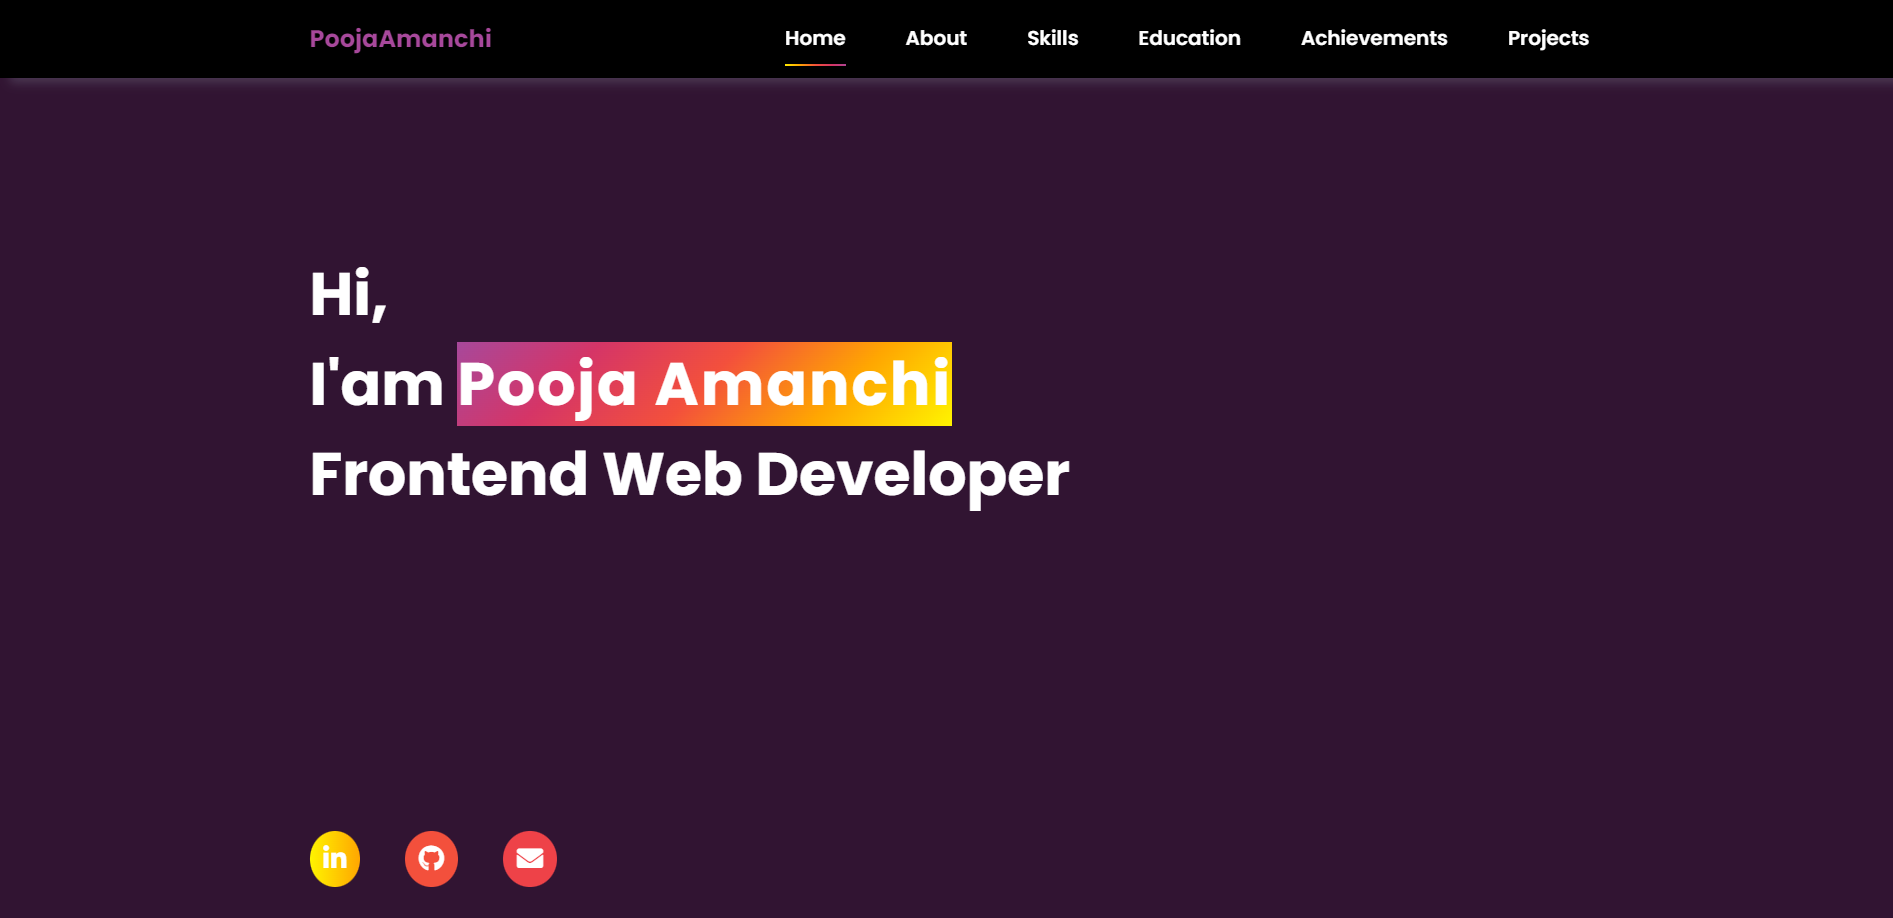 PoojaAmanchi
Home About Skills Education Achievements Projects
Hi,
I'am Pooja Amanchi
Frontend Web Developer
in